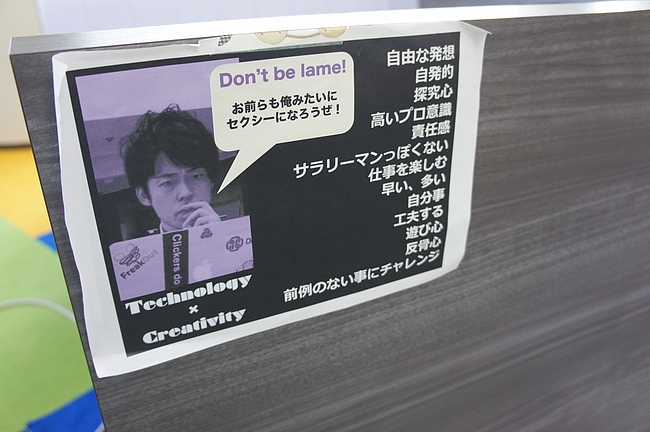 Don't be lame!
お前らも俺みたいに
セクシーになろうぜ！
FreakOut
Clickers do
Technology
×
Creativity
自由な発想
自発的
探究心
高いプロ意識
責任感
サラリーマンっぽくない
仕事を楽しむ
早い、多い
自分事
工夫する
遊び心
反骨心
前例のない事にチャレンジ